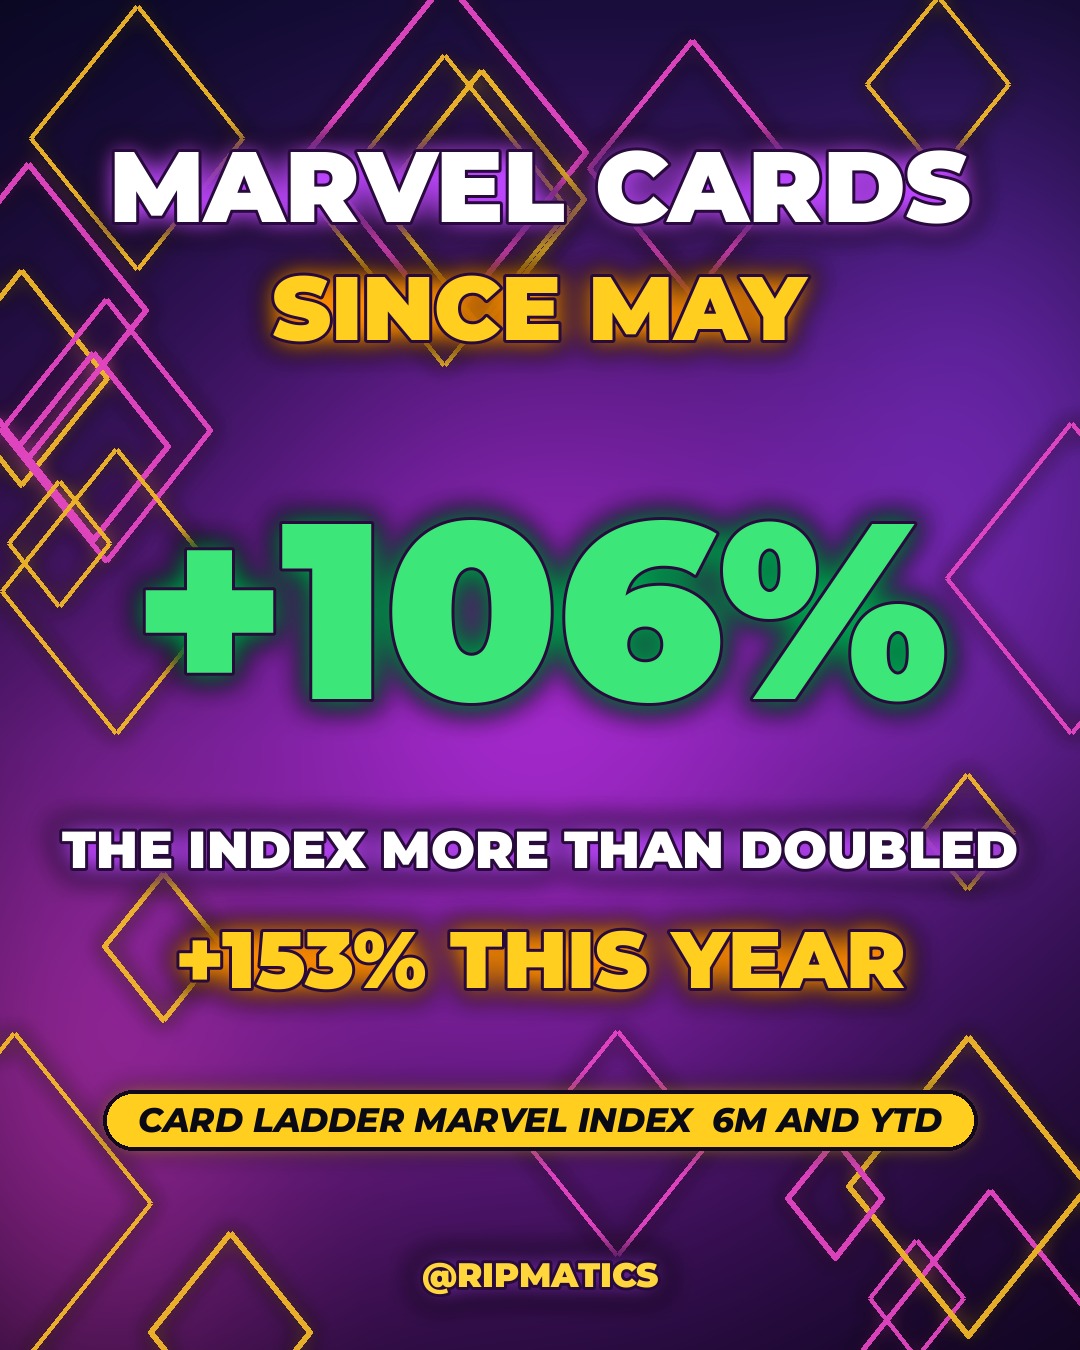 MARVEL CARDS
SINCE MAY
+106%
THE INDEX MORE THAN DOUBLED
+153% THIS YEAR
CARD LADDER MARVEL INDEX 6M AND YTD
@RIPMATICS